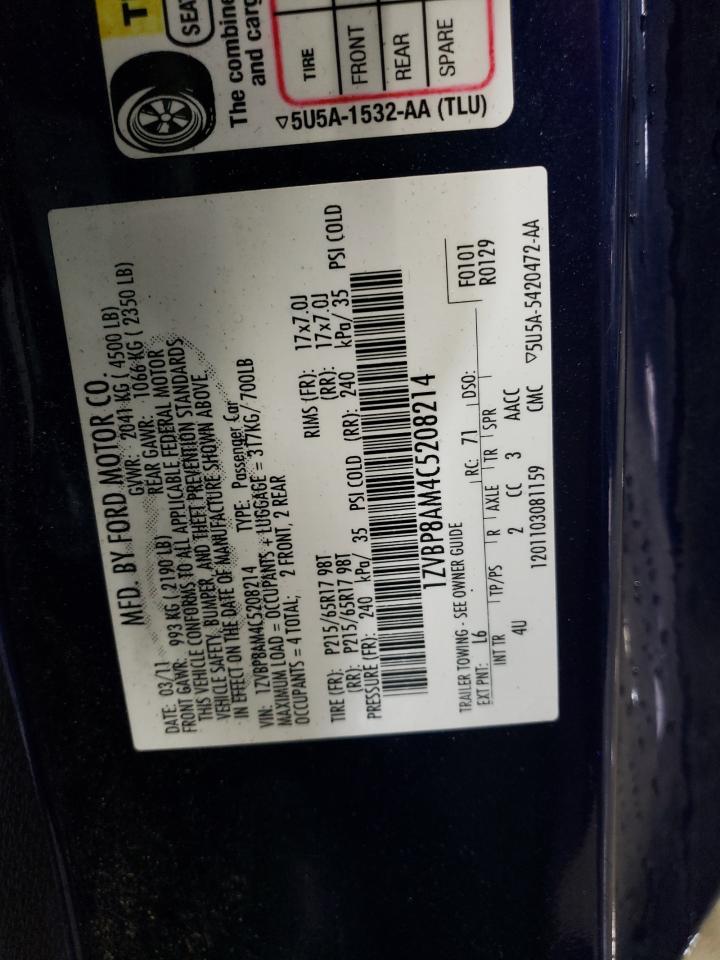 T
SEAT
The combine
and carg
TIRE
FRONT
REAR
SPARE
5U5A-1532-AA (TLU)
MFD. BY FORD MOTOR CO.
DATE: 03/11 GVWR: 2041 KG ( 4500 LB)
FRONT GAWR: 993 KG ( 2190 LB) REAR GAWR: 1066 KG ( 2350 LB)
THIS VEHICLE CONFORMS TO ALL APPLICABLE FEDERAL MOTOR
VEHICLE SAFETY, BUMPER, AND THEFT PREVENTION STANDARDS
IN EFFECT ON THE DATE OF MANUFACTURE SHOWN ABOVE
VIN: 1ZVBP8AM4C5208214 TYPE: Passenger Car
MAXIMUM LOAD = OCCUPANTS + LUGGAGE = 317KG/ 700LB
OCCUPANTS = 4 TOTAL; 2 FRONT, 2 REAR
TIRE (FR): P215/65R17 98T RIMS (FR): 17x7.0J
(RR): P215/65R17 98T (RR): 17x7.0J
PRESSURE (FR): 240 kPa/ 35 PSI COLD (RR): 240 kPa/ 35 PSI COLD
1ZVBP8AM4C5208214
TRAILER TOWING - SEE OWNER GUIDE F0101
EXT PNT: L6 RC: 71 DSO: R0129
INT TR TP/PS R AXLE TR SPR
4U 2 CC 3 AACC
1201103081159 CMC 5U5A-5420472-AA